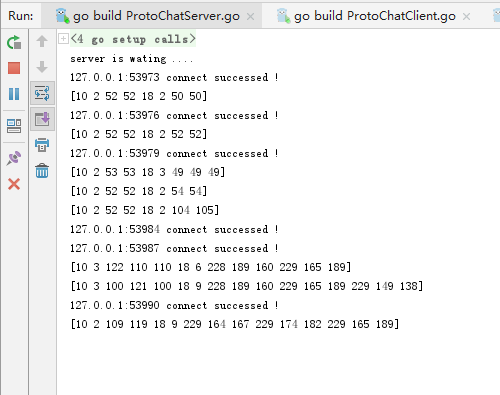 Run: go build ProtoChatServer.go × go build ProtoChatClient.go ×
<4 go setup calls>
server is wating ....
127.0.0.1:53973 connect successed !
[10 2 52 52 18 2 50 50]
127.0.0.1:53976 connect successed !
[10 2 52 52 18 2 52 52]
127.0.0.1:53979 connect successed !
[10 2 53 53 18 3 49 49 49]
[10 2 52 52 18 2 54 54]
[10 2 52 52 18 2 104 105]
127.0.0.1:53984 connect successed !
127.0.0.1:53987 connect successed !
[10 3 122 110 110 18 6 228 189 160 229 165 189]
[10 3 100 121 100 18 9 228 189 160 229 165 189 229 149 138]
127.0.0.1:53990 connect successed !
[10 2 109 119 18 9 229 164 167 229 174 182 229 165 189]